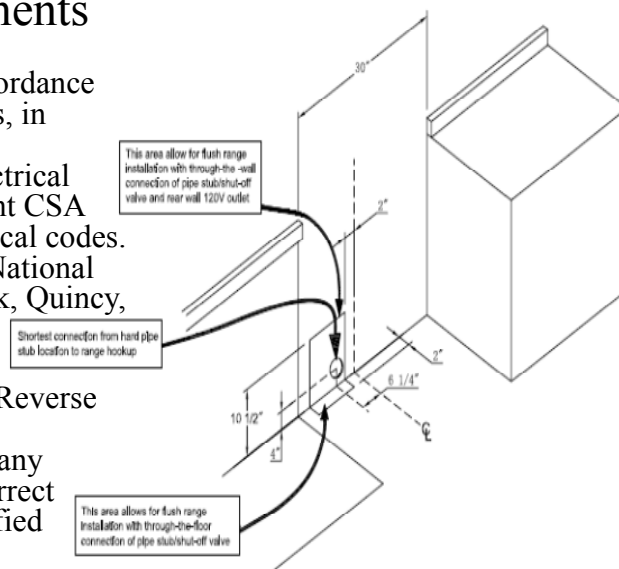 nents
ordance
s, in
etrical
nt CSA
ical codes.
National
k, Quincy,
Reverse
any
rrect
fied
30"
This area allow for flush range
installation with through-the -wall
connection of pipe stub/shut-off
valve and rear wall 120V outlet
2"
Shortest connection from hard pipe
stub location to range hookup
2"
6 1/4"
10 1/2"
4"
℄
This area allows for flush range
Installation with through-the-floor
connection of pipe stub/shut-off valve